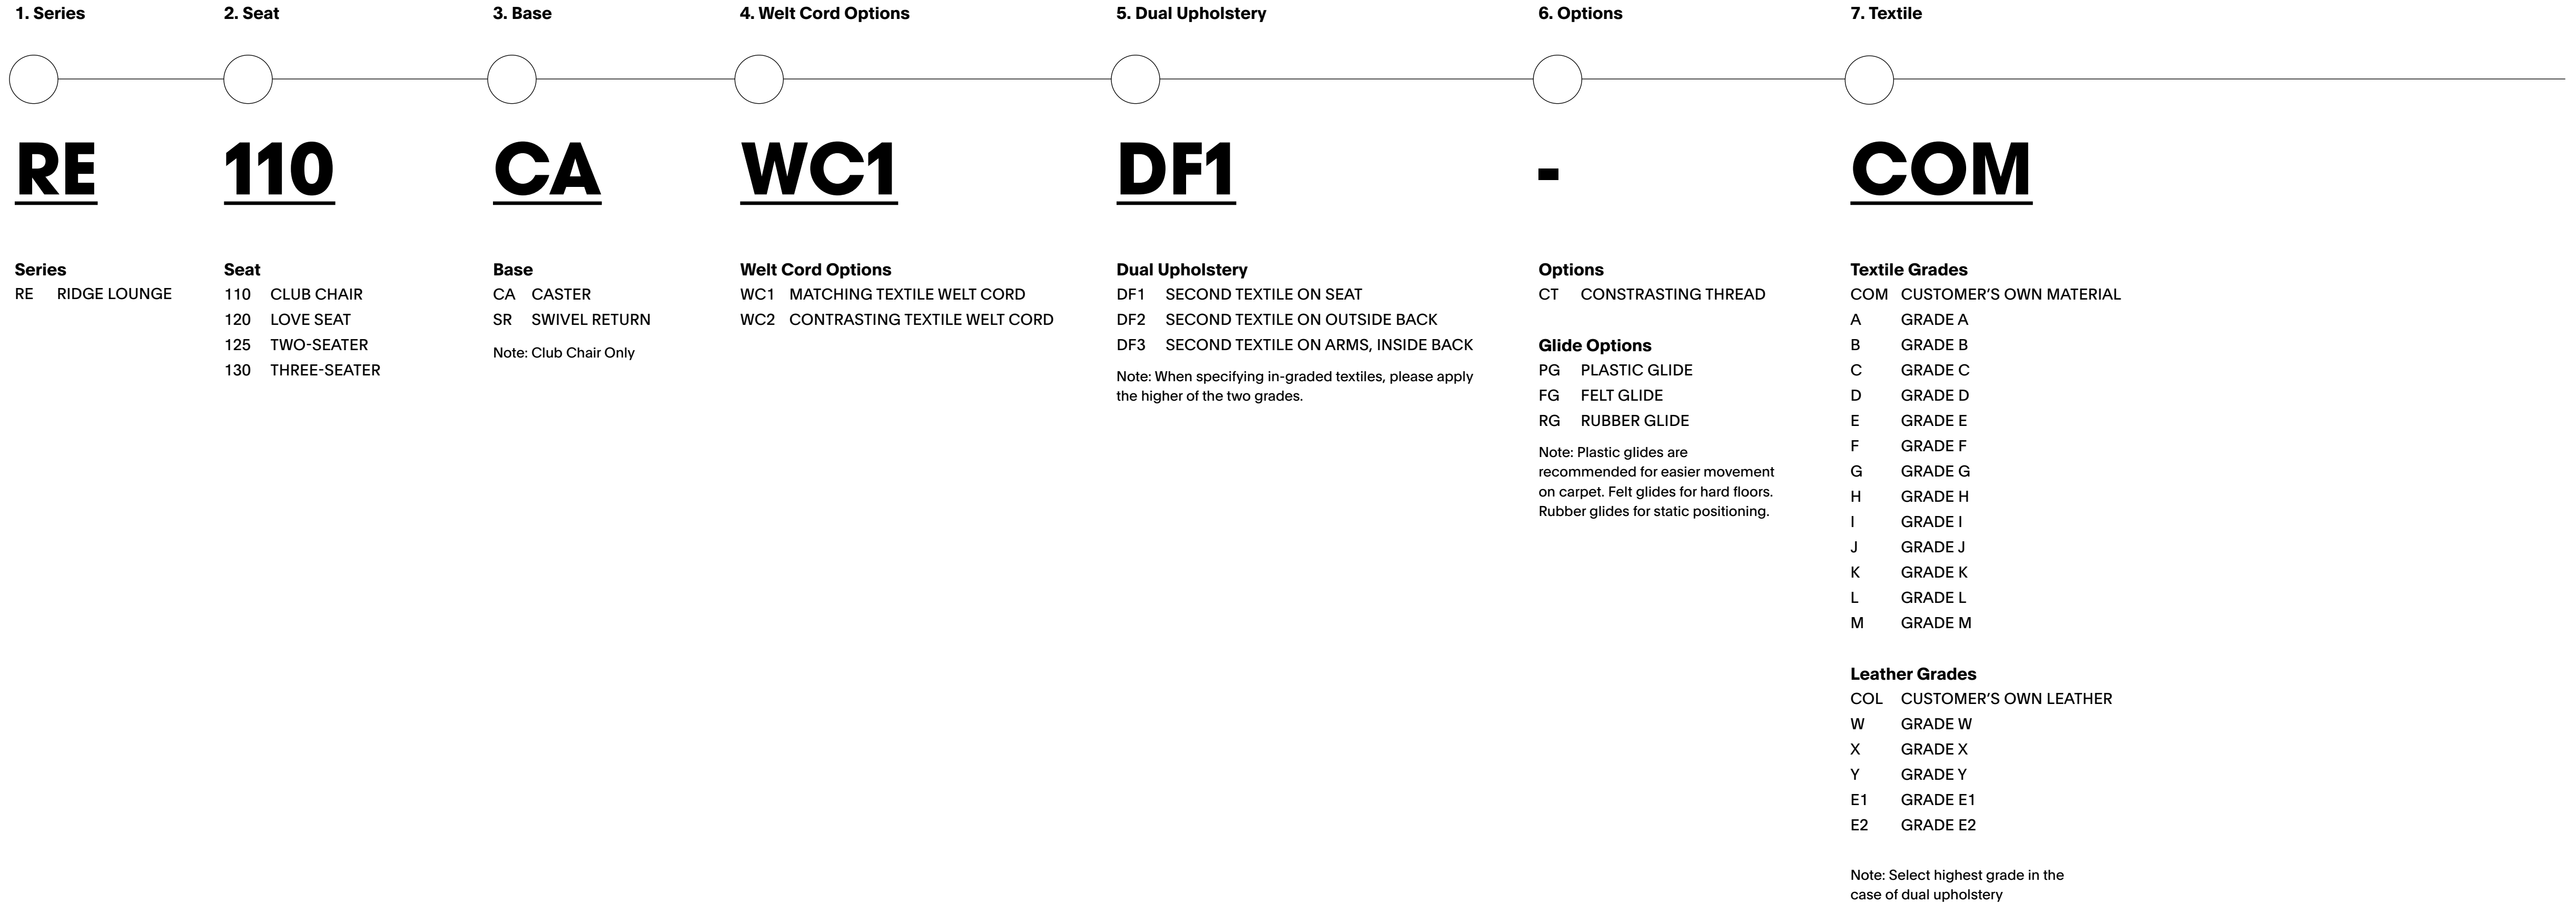 1. Series
2. Seat
3. Base
4. Welt Cord Options
5. Dual Upholstery
6. Options
7. Textile
RE
110
CA
WC1
DF1
-
COM
Series
RE RIDGE LOUNGE
Seat
110 CLUB CHAIR
120 LOVE SEAT
125 TWO-SEATER
130 THREE-SEATER
Base
CA CASTER
SR SWIVEL RETURN
Note: Club Chair Only
Welt Cord Options
WC1 MATCHING TEXTILE WELT CORD
WC2 CONTRASTING TEXTILE WELT CORD
Dual Upholstery
DF1 SECOND TEXTILE ON SEAT
DF2 SECOND TEXTILE ON OUTSIDE BACK
DF3 SECOND TEXTILE ON ARMS, INSIDE BACK
Note: When specifying in-graded textiles, please apply
the higher of the two grades.
Options
CT CONSTRASTING THREAD
Glide Options
PG PLASTIC GLIDE
FG FELT GLIDE
RG RUBBER GLIDE
Note: Plastic glides are
recommended for easier movement
on carpet. Felt glides for hard floors.
Rubber glides for static positioning.
Textile Grades
COM CUSTOMER’S OWN MATERIAL
A GRADE A
B GRADE B
C GRADE C
D GRADE D
E GRADE E
F GRADE F
G GRADE G
H GRADE H
I GRADE I
J GRADE J
K GRADE K
L GRADE L
M GRADE M
Leather Grades
COL CUSTOMER’S OWN LEATHER
W GRADE W
X GRADE X
Y GRADE Y
E1 GRADE E1
E2 GRADE E2
Note: Select highest grade in the
case of dual upholstery